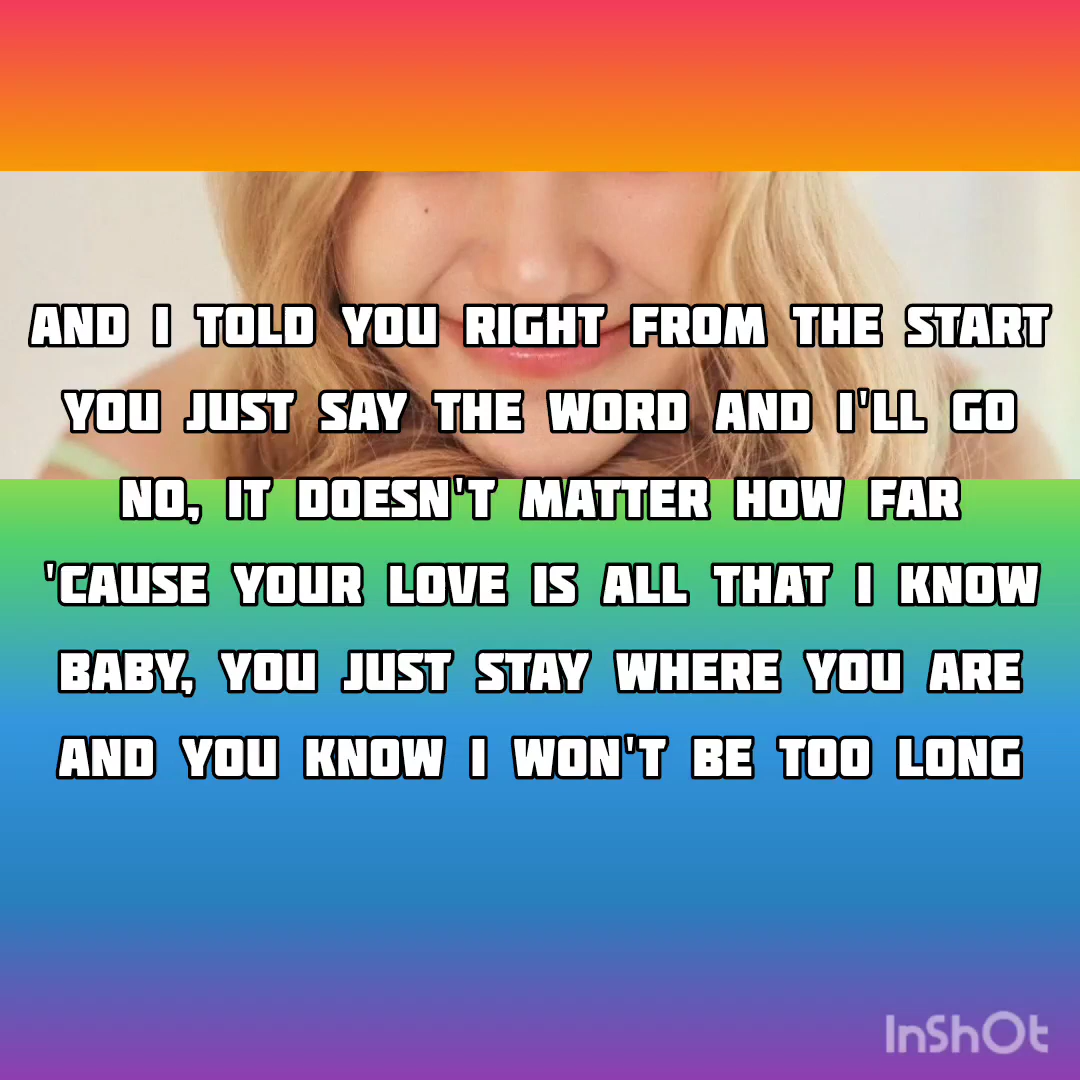 AND I TOLD YOU RIGHT FROM THE START
YOU JUST SAY THE WORD AND I'LL GO
NO, IT DOESN'T MATTER HOW FAR
'CAUSE YOUR LOVE IS ALL THAT I KNOW
BABY, YOU JUST STAY WHERE YOU ARE
AND YOU KNOW I WON'T BE TOO LONG
InShOt